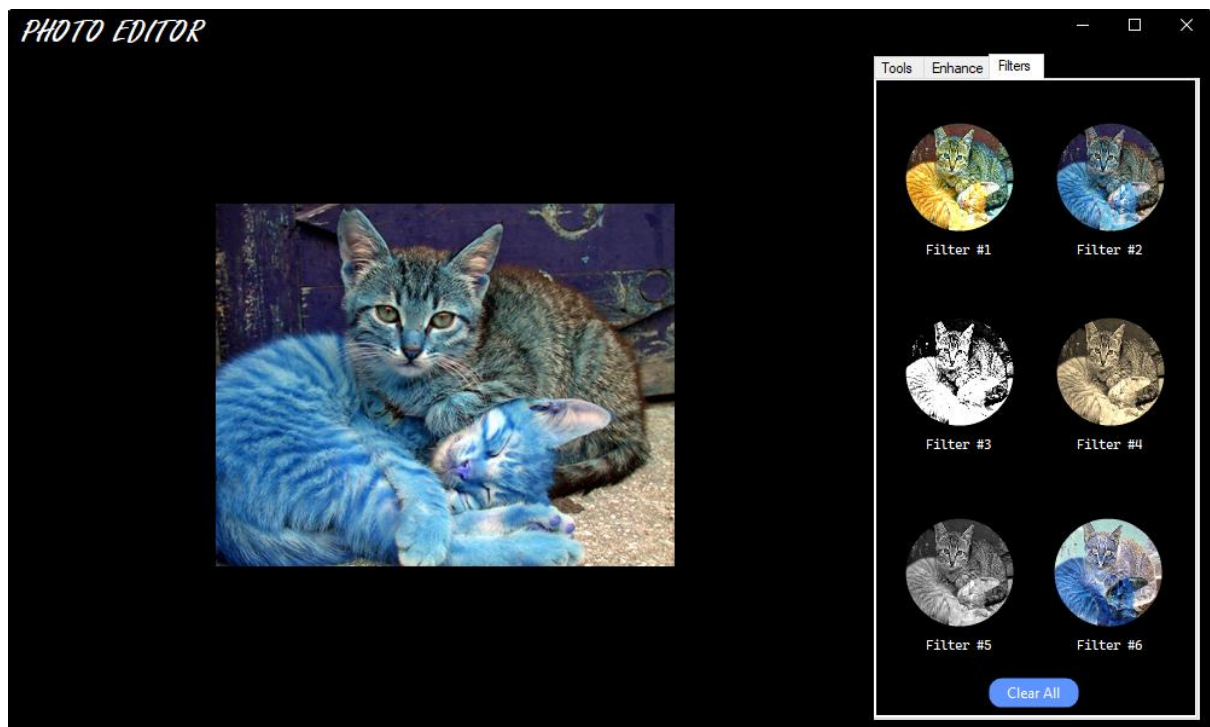 PHOTO EDITOR
Tools Enhance Filters
Filter #1 Filter #2
Filter #3 Filter #4
Filter #5 Filter #6
Clear All